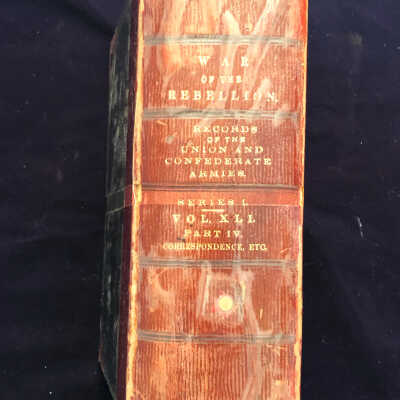 WAR
OF THE
REBELLION.
RECORDS
OF THE
UNION AND
CONFEDERATE
ARMIES.
SERIES I.
VOL. XLI.
PART IV.
CORRESPONDENCE, ETC.